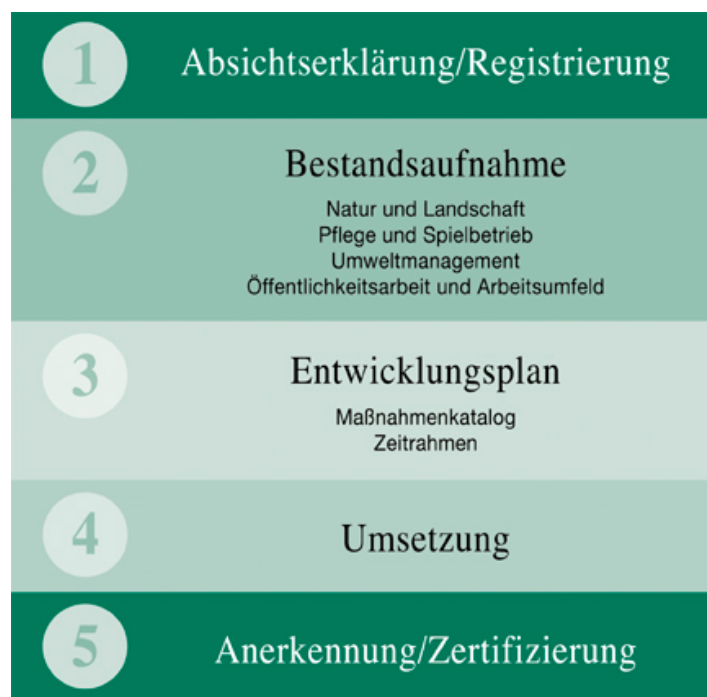 1
Absichtserklärung/Registrierung
2
Bestandsaufnahme
Natur und Landschaft
Pflege und Spielbetrieb
Umweltmanagement
Öffentlichkeitsarbeit und Arbeitsumfeld
3
Entwicklungsplan
Maßnahmenkatalog
Zeitrahmen
4
Umsetzung
5
Anerkennung/Zertifizierung